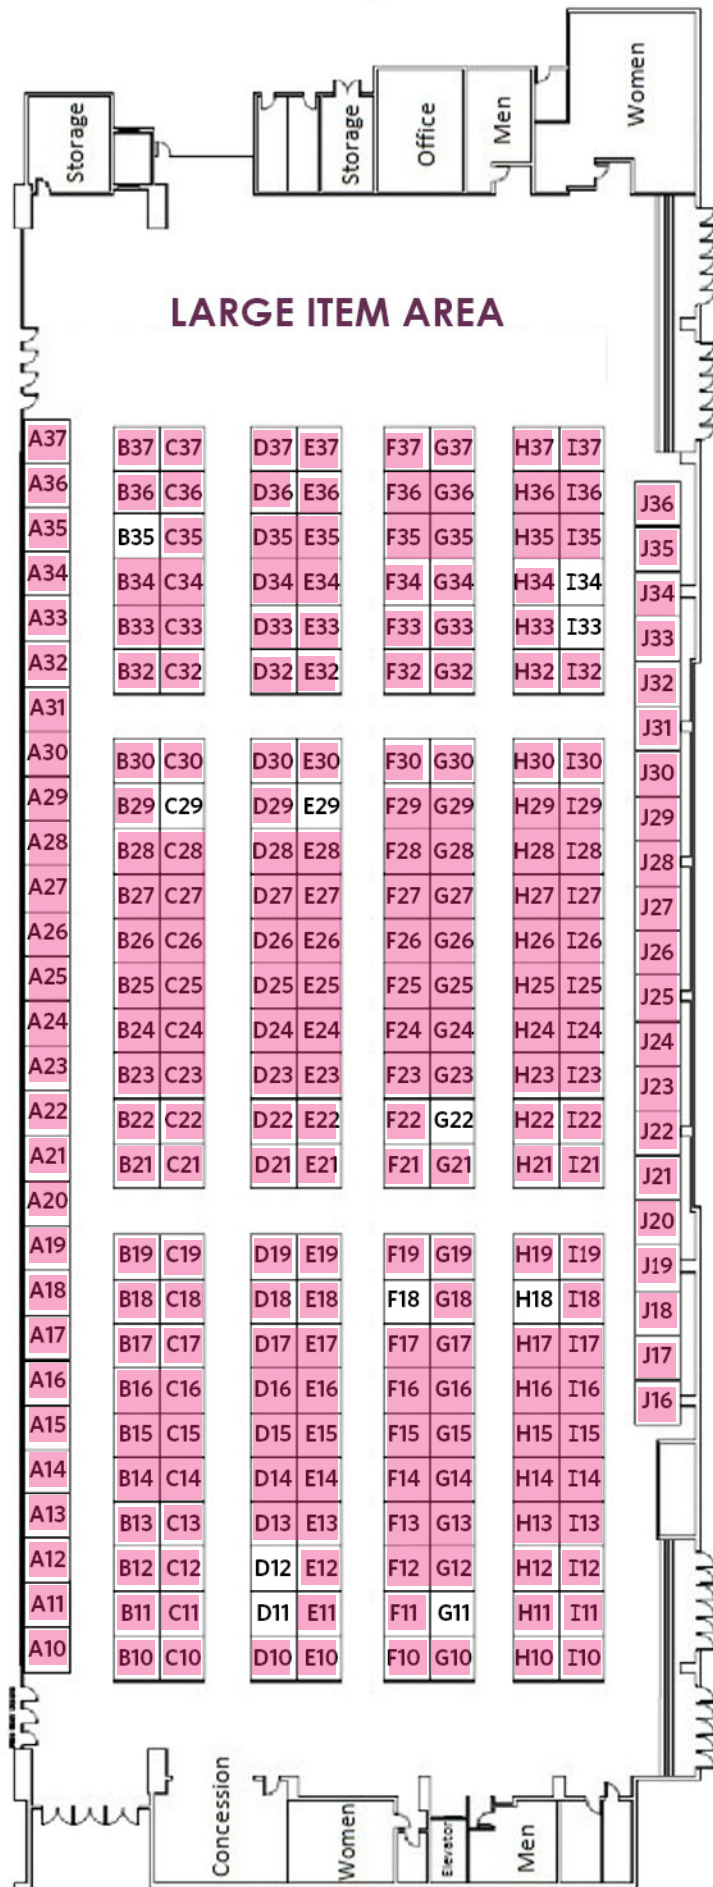 Women
Storage
Storage
Office
Men
LARGE ITEM AREA
A37
B37 C37 D37 E37 F37 G37 H37 I37
A36
B36 C36 D36 E36 F36 G36 H36 I36
J36
A35
B35 C35 D35 E35 F35 G35 H35 I35
J35
A34
B34 C34 D34 E34 F34 G34 H34 I34
J34
A33
B33 C33 D33 E33 F33 G33 H33 I33
J33
A32
B32 C32 D32 E32 F32 G32 H32 I32
J32
A31
J31
A30
B30 C30 D30 E30 F30 G30 H30 I30
J30
A29
B29 C29 D29 E29 F29 G29 H29 I29
J29
A28
B28 C28 D28 E28 F28 G28 H28 I28
J28
A27
B27 C27 D27 E27 F27 G27 H27 I27
J27
A26
B26 C26 D26 E26 F26 G26 H26 I26
J26
A25
B25 C25 D25 E25 F25 G25 H25 I25
J25
A24
B24 C24 D24 E24 F24 G24 H24 I24
J24
A23
B23 C23 D23 E23 F23 G23 H23 I23
J23
A22
B22 C22 D22 E22 F22 G22 H22 I22
J22
A21
B21 C21 D21 E21 F21 G21 H21 I21
J21
A20
J20
A19
B19 C19 D19 E19 F19 G19 H19 I19
J19
A18
B18 C18 D18 E18 F18 G18 H18 I18
J18
A17
B17 C17 D17 E17 F17 G17 H17 I17
J17
A16
B16 C16 D16 E16 F16 G16 H16 I16
J16
A15
B15 C15 D15 E15 F15 G15 H15 I15
A14
B14 C14 D14 E14 F14 G14 H14 I14
A13
B13 C13 D13 E13 F13 G13 H13 I13
A12
B12 C12 D12 E12 F12 G12 H12 I12
A11
B11 C11 D11 E11 F11 G11 H11 I11
A10
B10 C10 D10 E10 F10 G10 H10 I10
Concession
Women
Elevator
Men